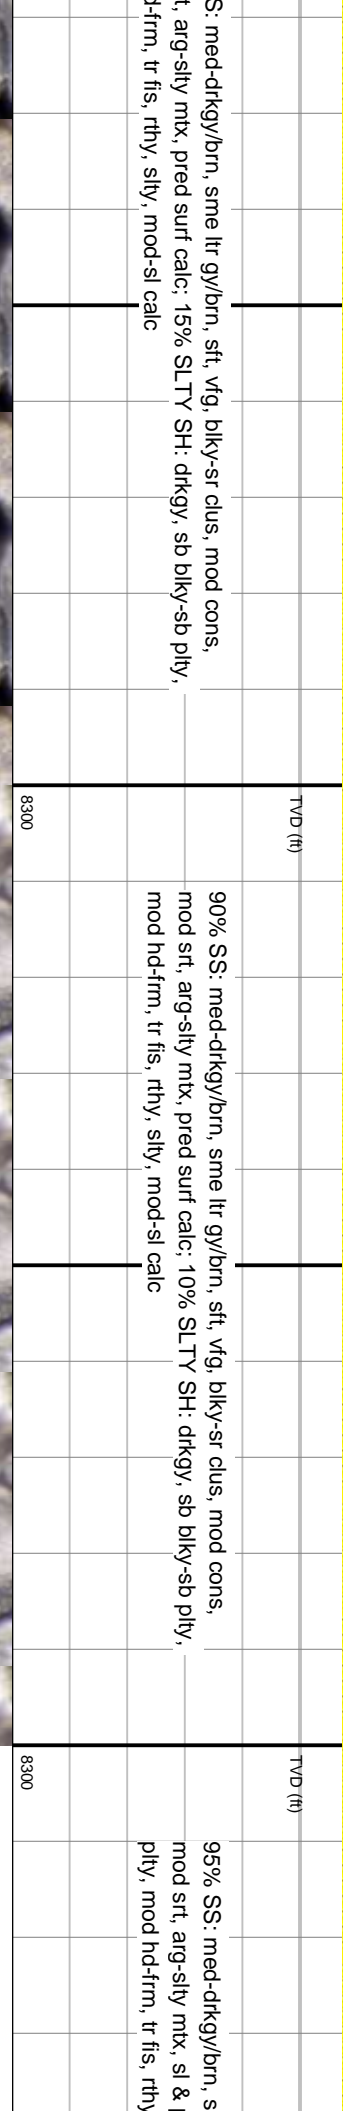 S: med-drkgy/brn, sme ltr gy/brn, sft, vfg, blky-sr clus, mod cons,
t, arg-slty mtx, pred surf calc; 15% SLTY SH: drkgy, sb blky-sb plty,
d-frm, tr fis, rthy, slty, mod-sl calc
TVD (ft)
8300
90% SS: med-drkgy/brn, sme ltr gy/brn, sft, vfg, blky-sr clus, mod cons,
mod srt, arg-slty mtx, pred surf calc; 10% SLTY SH: drkgy, sb blky-sb plty,
mod hd-frm, tr fis, rthy, slty, mod-sl calc
TVD (ft)
8300
95% SS: med-drkgy/brn, s
mod srt, arg-slty mtx, sl &
plty, mod hd-frm, tr fis, rthy